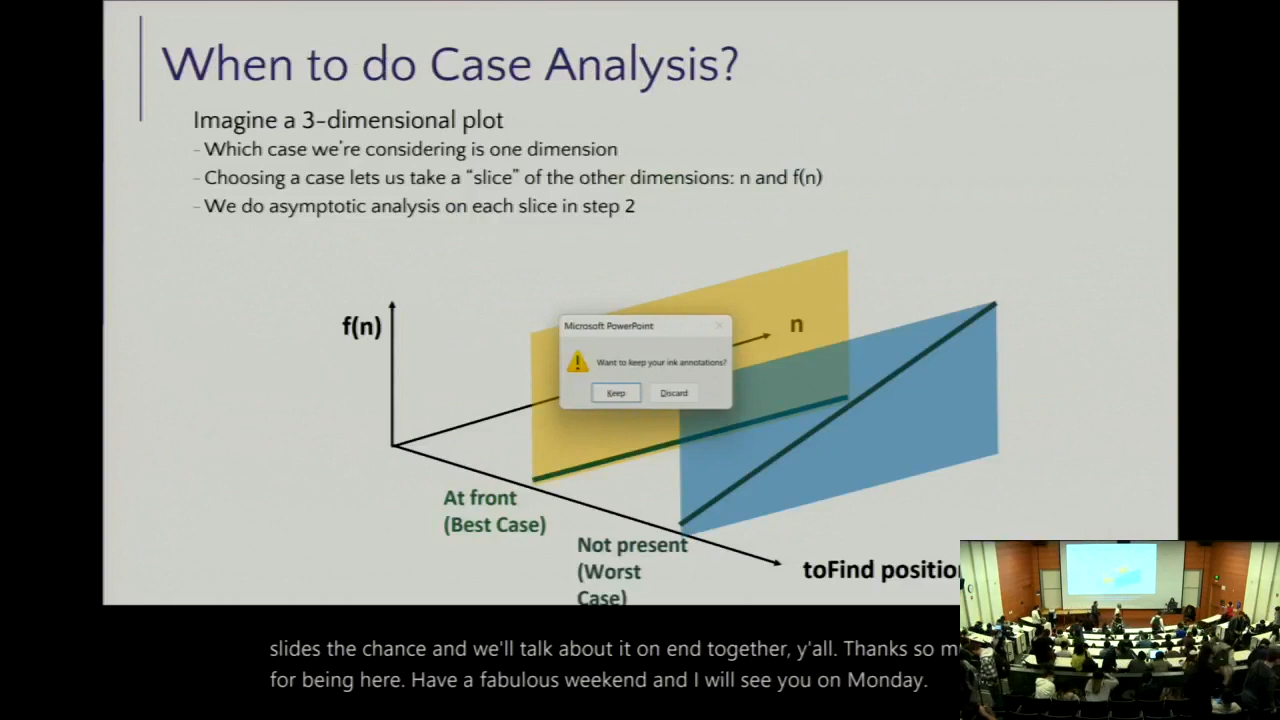 When to do Case Analysis?
Imagine a 3-dimensional plot
- Which case we're considering is one dimension
- Choosing a case lets us take a “slice” of the other dimensions: n and f(n)
- We do asymptotic analysis on each slice in step 2
f(n)
n
Microsoft PowerPoint
Want to keep your ink annotations?
Keep
Discard
At front
(Best Case)
Not present
(Worst
Case)
toFind positio
slides the chance and we'll talk about it on end together, y'all. Thanks so m
for being here. Have a fabulous weekend and I will see you on Monday.